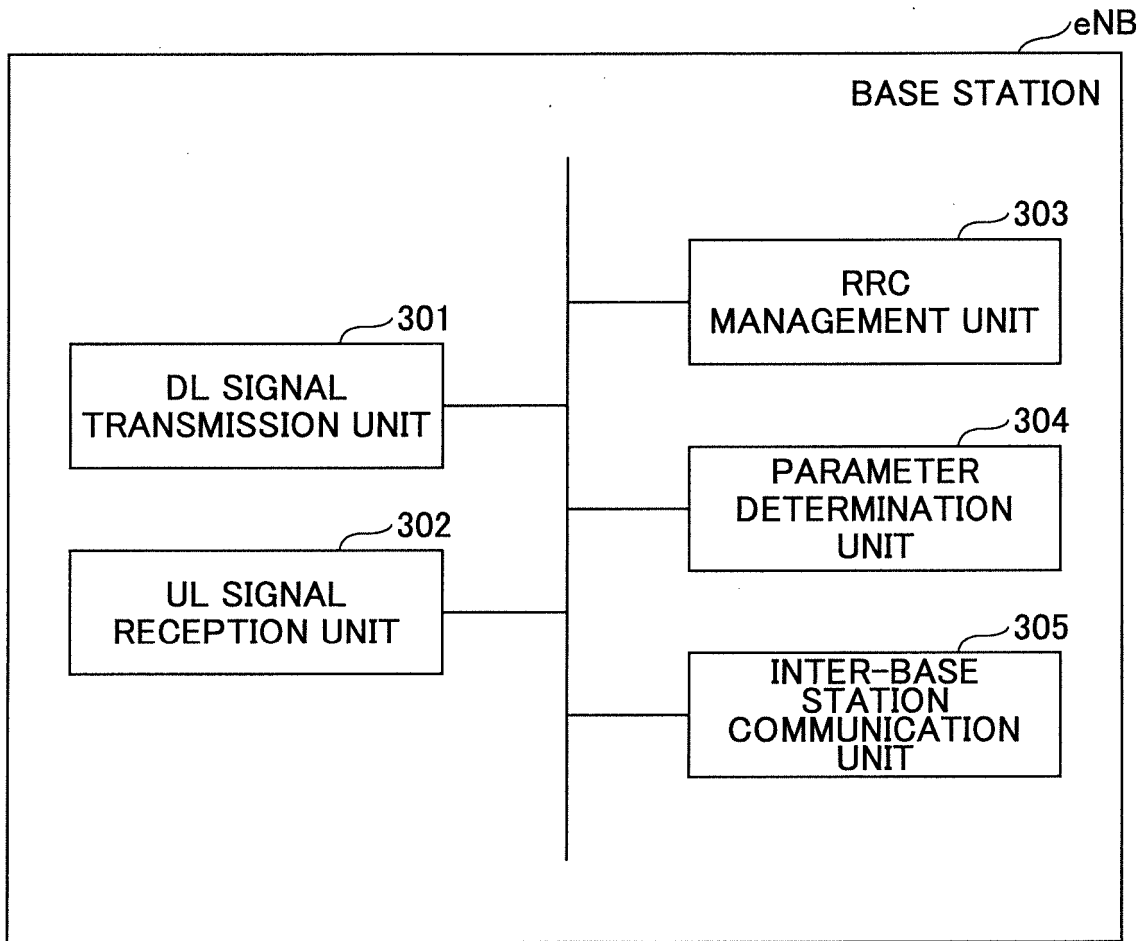 eNB
BASE STATION
303
RRC
MANAGEMENT UNIT
301
DL SIGNAL
TRANSMISSION UNIT
304
PARAMETER
DETERMINATION
UNIT
302
UL SIGNAL
RECEPTION UNIT
305
INTER-BASE
STATION
COMMUNICATION
UNIT